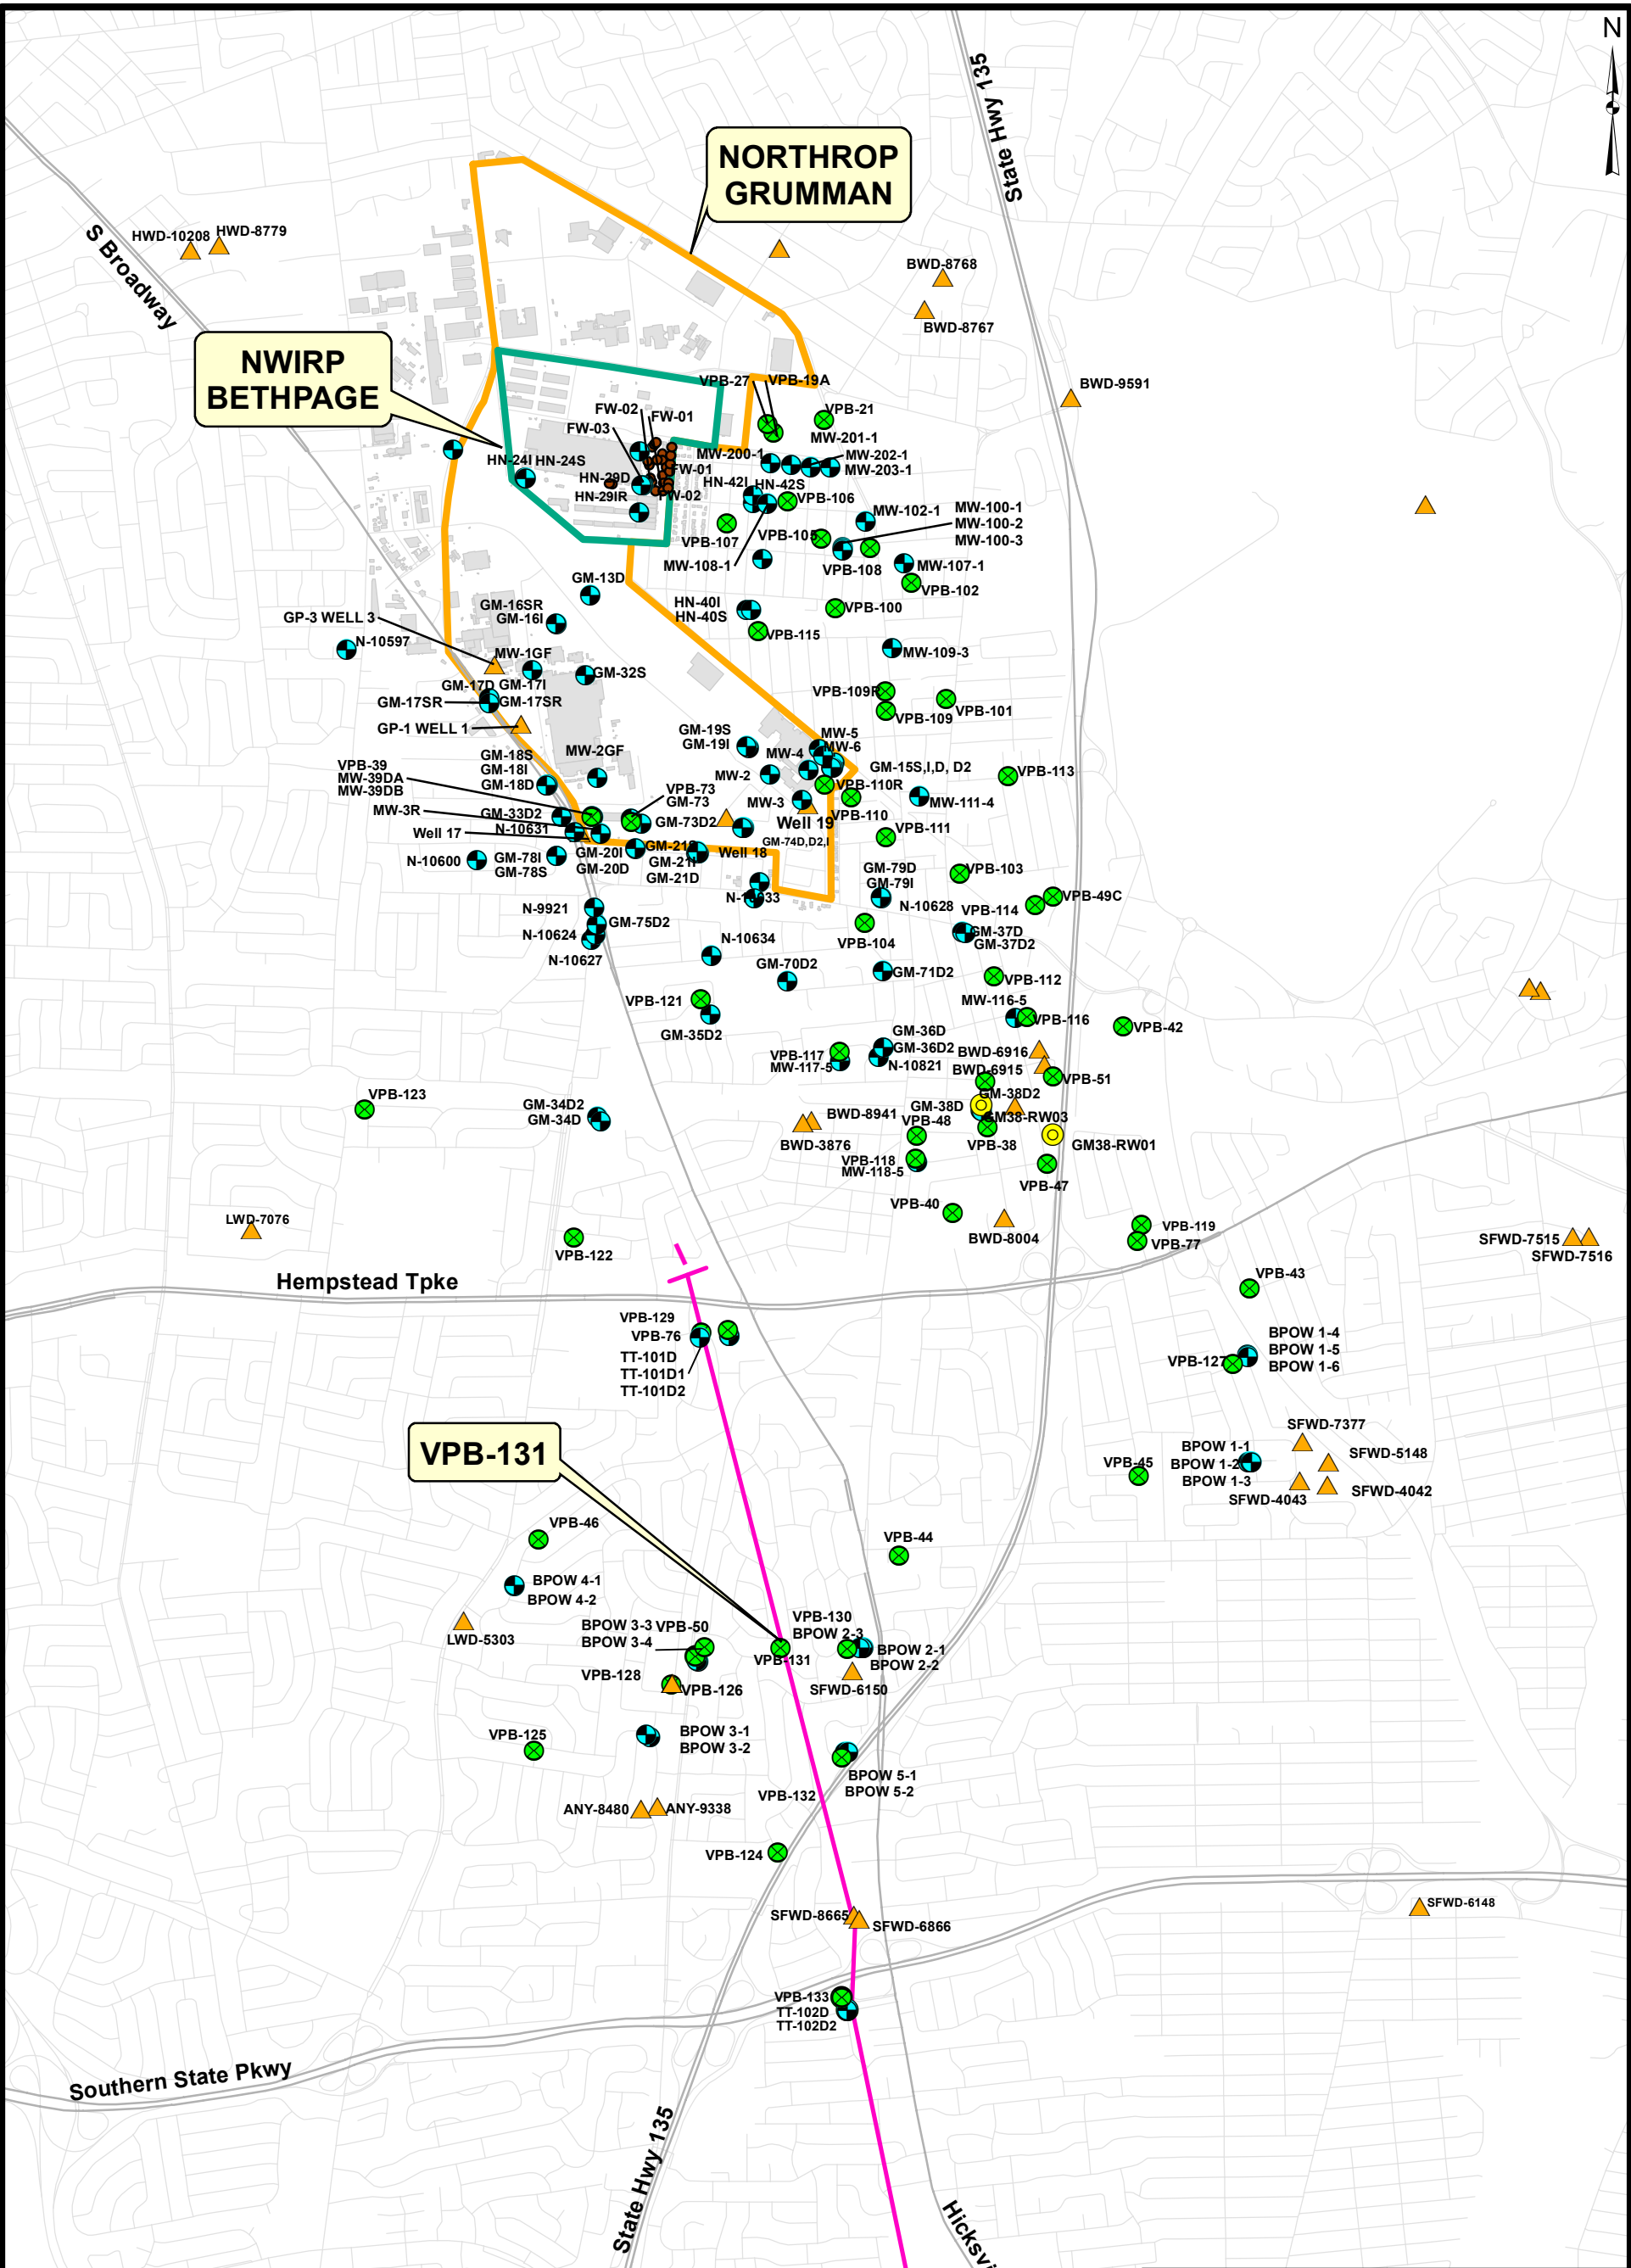 N
State Hwy 135
NORTHROP
GRUMMAN
HWD-10208
HWD-8779
S Broadway
BWD-8768
BWD-8767
NWIRP
BETHPAGE
BWD-9591
VPB-27
VPB-19A
VPB-21
FW-02
FW-01
FW-03
MW-201-1
MW-200-1
MW-202-1
MW-203-1
HN-24I
HN-24S
FW-01
HN-29D
HN-42I
HN-42S
HN-29IR
PW-02
VPB-106
MW-102-1
MW-100-1
MW-100-2
MW-100-3
VPB-107
VPB-105
MW-108-1
VPB-108
MW-107-1
VPB-102
GM-13D
GM-16SR
GM-16I
HN-40I
HN-40S
VPB-100
GP-3 WELL 3
VPB-115
N-10597
MW-1GF
MW-109-3
GM-32S
GM-17D
GM-17I
GM-17SR
GM-17SR
VPB-109R
VPB-109
VPB-101
GP-1 WELL 1
GM-19S
GM-19I
MW-5
MW-6
MW-4
GM-18S
GM-18I
GM-18D
MW-2GF
MW-2
GM-15S,I,D, D2
VPB-113
VPB-39
MW-39DA
MW-39DB
VPB-73
GM-73
VPB-110R
MW-3
MW-111-4
MW-3R
GM-33D2
GM-73D2
VPB-110
Well 17
N-10631
Well 19
VPB-111
GM-74D,D2,I
N-10600
GM-78I
GM-78S
GM-20I
GM-20D
GM-21S
GM-21I
GM-21D
Well 18
GM-79D
GM-79I
VPB-103
N-10633
N-10628
VPB-49C
VPB-114
N-9921
GM-75D2
N-10624
N-10627
N-10634
VPB-104
GM-37D
GM-37D2
GM-70D2
GM-71D2
VPB-112
VPB-121
GM-35D2
MW-116-5
VPB-116
VPB-42
GM-36D
GM-36D2
VPB-117
MW-117-5
N-10821
BWD-6916
BWD-6915
VPB-51
VPB-123
GM-34D2
GM-34D
GM-38D2
GM-38D
GM38-RW03
BWD-8941
BWD-3876
VPB-48
VPB-38
GM38-RW01
VPB-118
MW-118-5
VPB-47
VPB-40
LWD-7076
BWD-8004
VPB-119
VPB-77
SFWD-7515
SFWD-7516
VPB-122
Hempstead Tpke
VPB-43
VPB-129
VPB-76
TT-101D
TT-101D1
TT-101D2
BPOW 1-4
BPOW 1-5
BPOW 1-6
VPB-127
VPB-131
SFWD-7377
BPOW 1-1
BPOW 1-2
BPOW 1-3
SFWD-5148
VPB-45
SFWD-4043
SFWD-4042
VPB-46
VPB-44
BPOW 4-1
BPOW 4-2
LWD-5303
BPOW 3-3
BPOW 3-4
VPB-50
VPB-130
BPOW 2-3
VPB-131
BPOW 2-1
BPOW 2-2
VPB-128
VPB-126
SFWD-6150
VPB-125
BPOW 3-1
BPOW 3-2
BPOW 5-1
BPOW 5-2
VPB-132
ANY-8480
ANY-9338
VPB-124
SFWD-8665
SFWD-6866
SFWD-6148
VPB-133
TT-102D
TT-102D2
Southern State Pkwy
State Hwy 135
Hicksvi